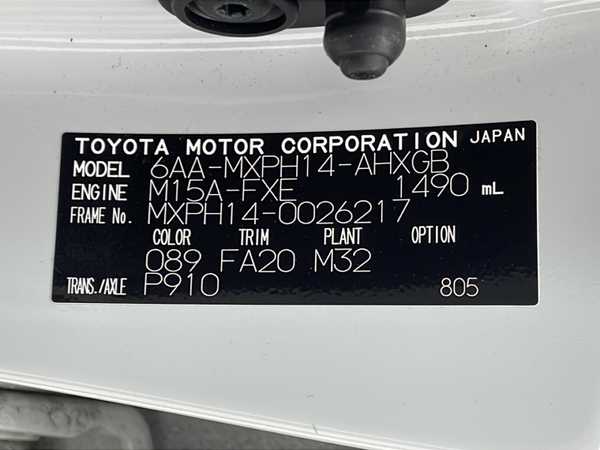 TOYOTA MOTOR CORPORATION JAPAN
MODEL 6AA-MXPH14-AHXGB
ENGINE M15A-FXE 1490 mL
FRAME No. MXPH14-0026217
COLOR TRIM PLANT OPTION
089 FA20 M32
TRANS./AXLE P910 805